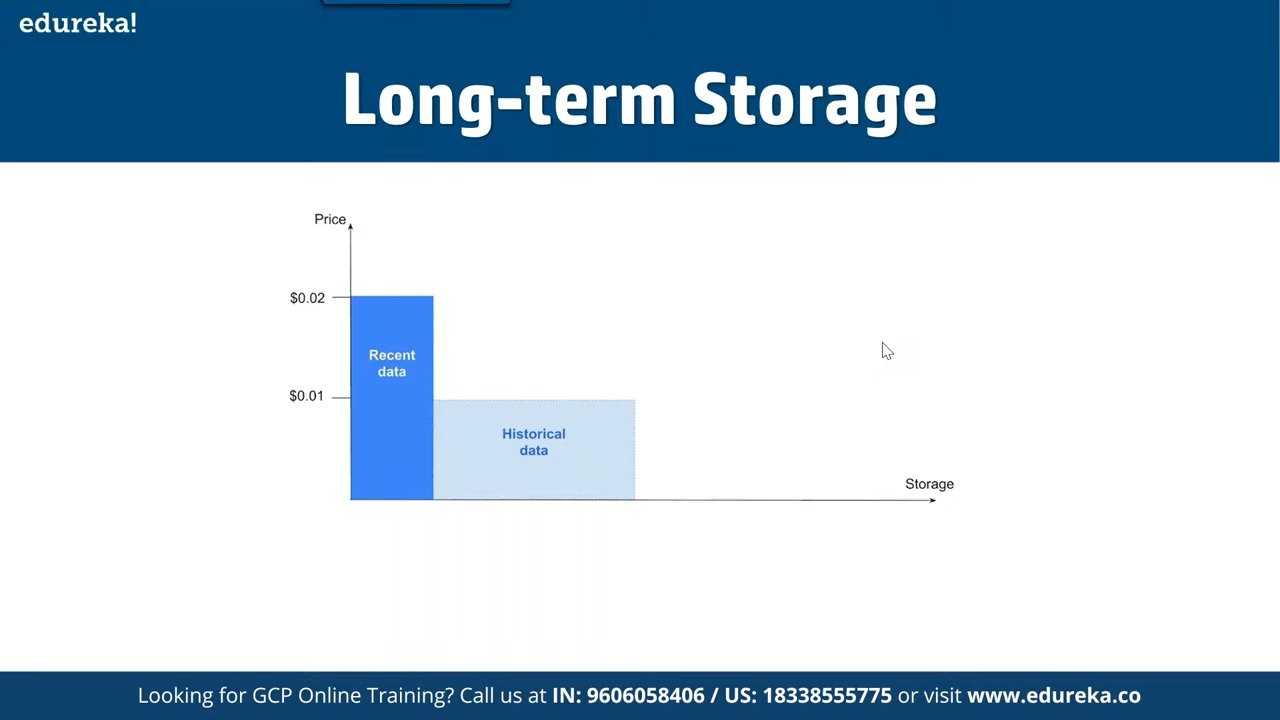 edureka!
Long-term Storage
Price
$0.02
Recent
data
$0.01
Historical
data
Storage
Looking for GCP Online Training? Call us at IN: 9606058406 / US: 18338555775 or visit www.edureka.co